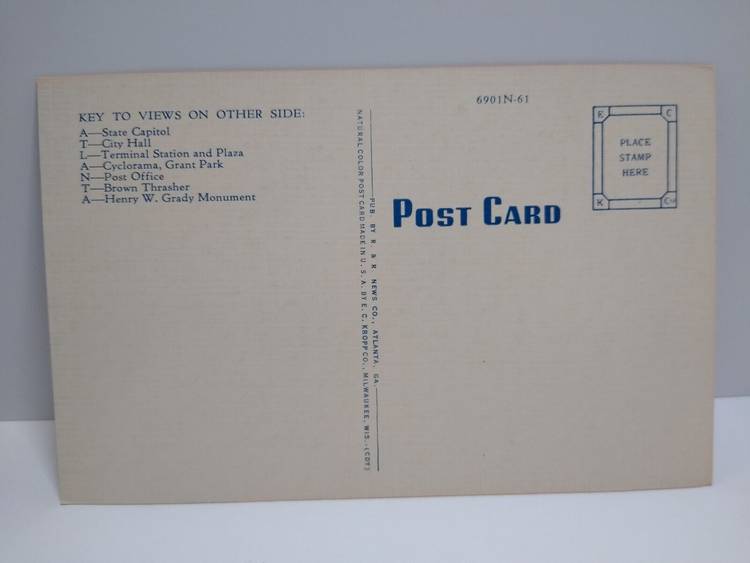 KEY TO VIEWS ON OTHER SIDE:
A—State Capitol
T—City Hall
L—Terminal Station and Plaza
A—Cyclorama, Grant Park
N—Post Office
T—Brown Thrasher
A—Henry W. Grady Monument
NATURAL COLOR POST CARD MADE IN U. S. A. BY E. C. KROPP CO., MILWAUKEE, WIS.-(CDT)
PUB. BY R. & R. NEWS CO., ATLANTA, GA.
6901N-61
POST CARD
E C
PLACE
STAMP
HERE
K Co